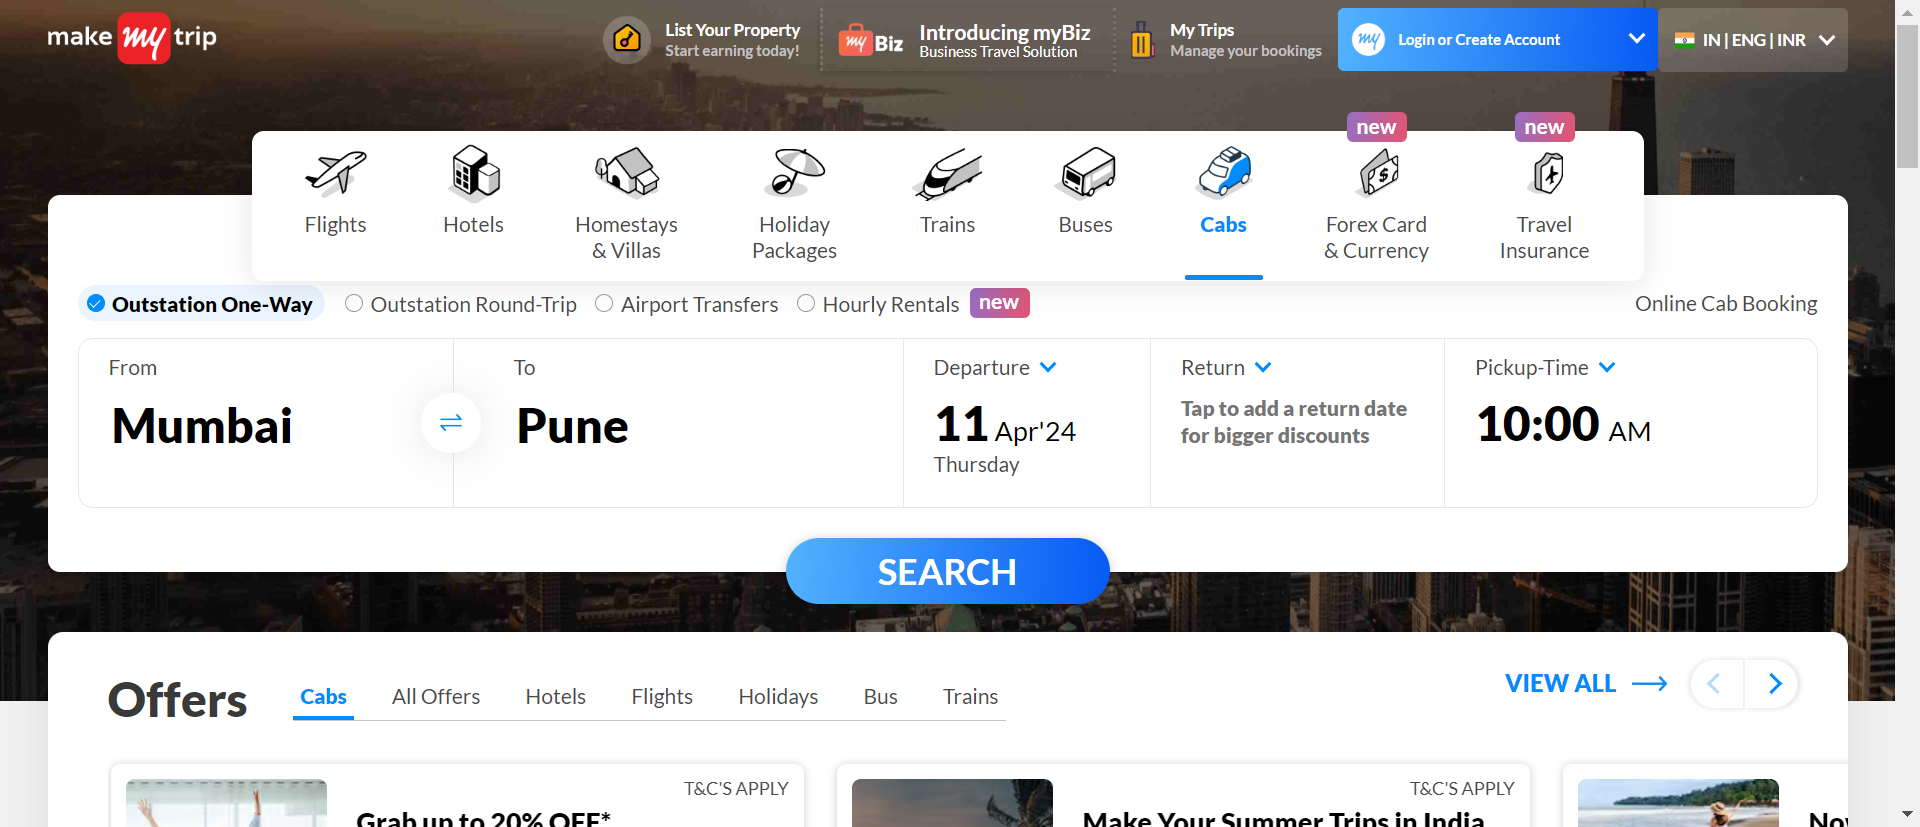 make my trip
List Your Property
Start earning today!
my Biz
Introducing myBiz
Business Travel Solution
My Trips
Manage your bookings
my
Login or Create Account
IN | ENG | INR
new
new
Flights
Hotels
Homestays
& Villas
Holiday
Packages
Trains
Buses
Cabs
Forex Card
& Currency
Travel
Insurance
Outstation One-Way
Outstation Round-Trip
Airport Transfers
Hourly Rentals
new
Online Cab Booking
From
Mumbai
To
Pune
Departure
11 Apr'24
Thursday
Return
Tap to add a return date
for bigger discounts
Pickup-Time
10:00 AM
SEARCH
Offers
Cabs
All Offers
Hotels
Flights
Holidays
Bus
Trains
VIEW ALL
T&C'S APPLY
Grab up to 20% OFF*
T&C'S APPLY
Make Your Summer Trips in India